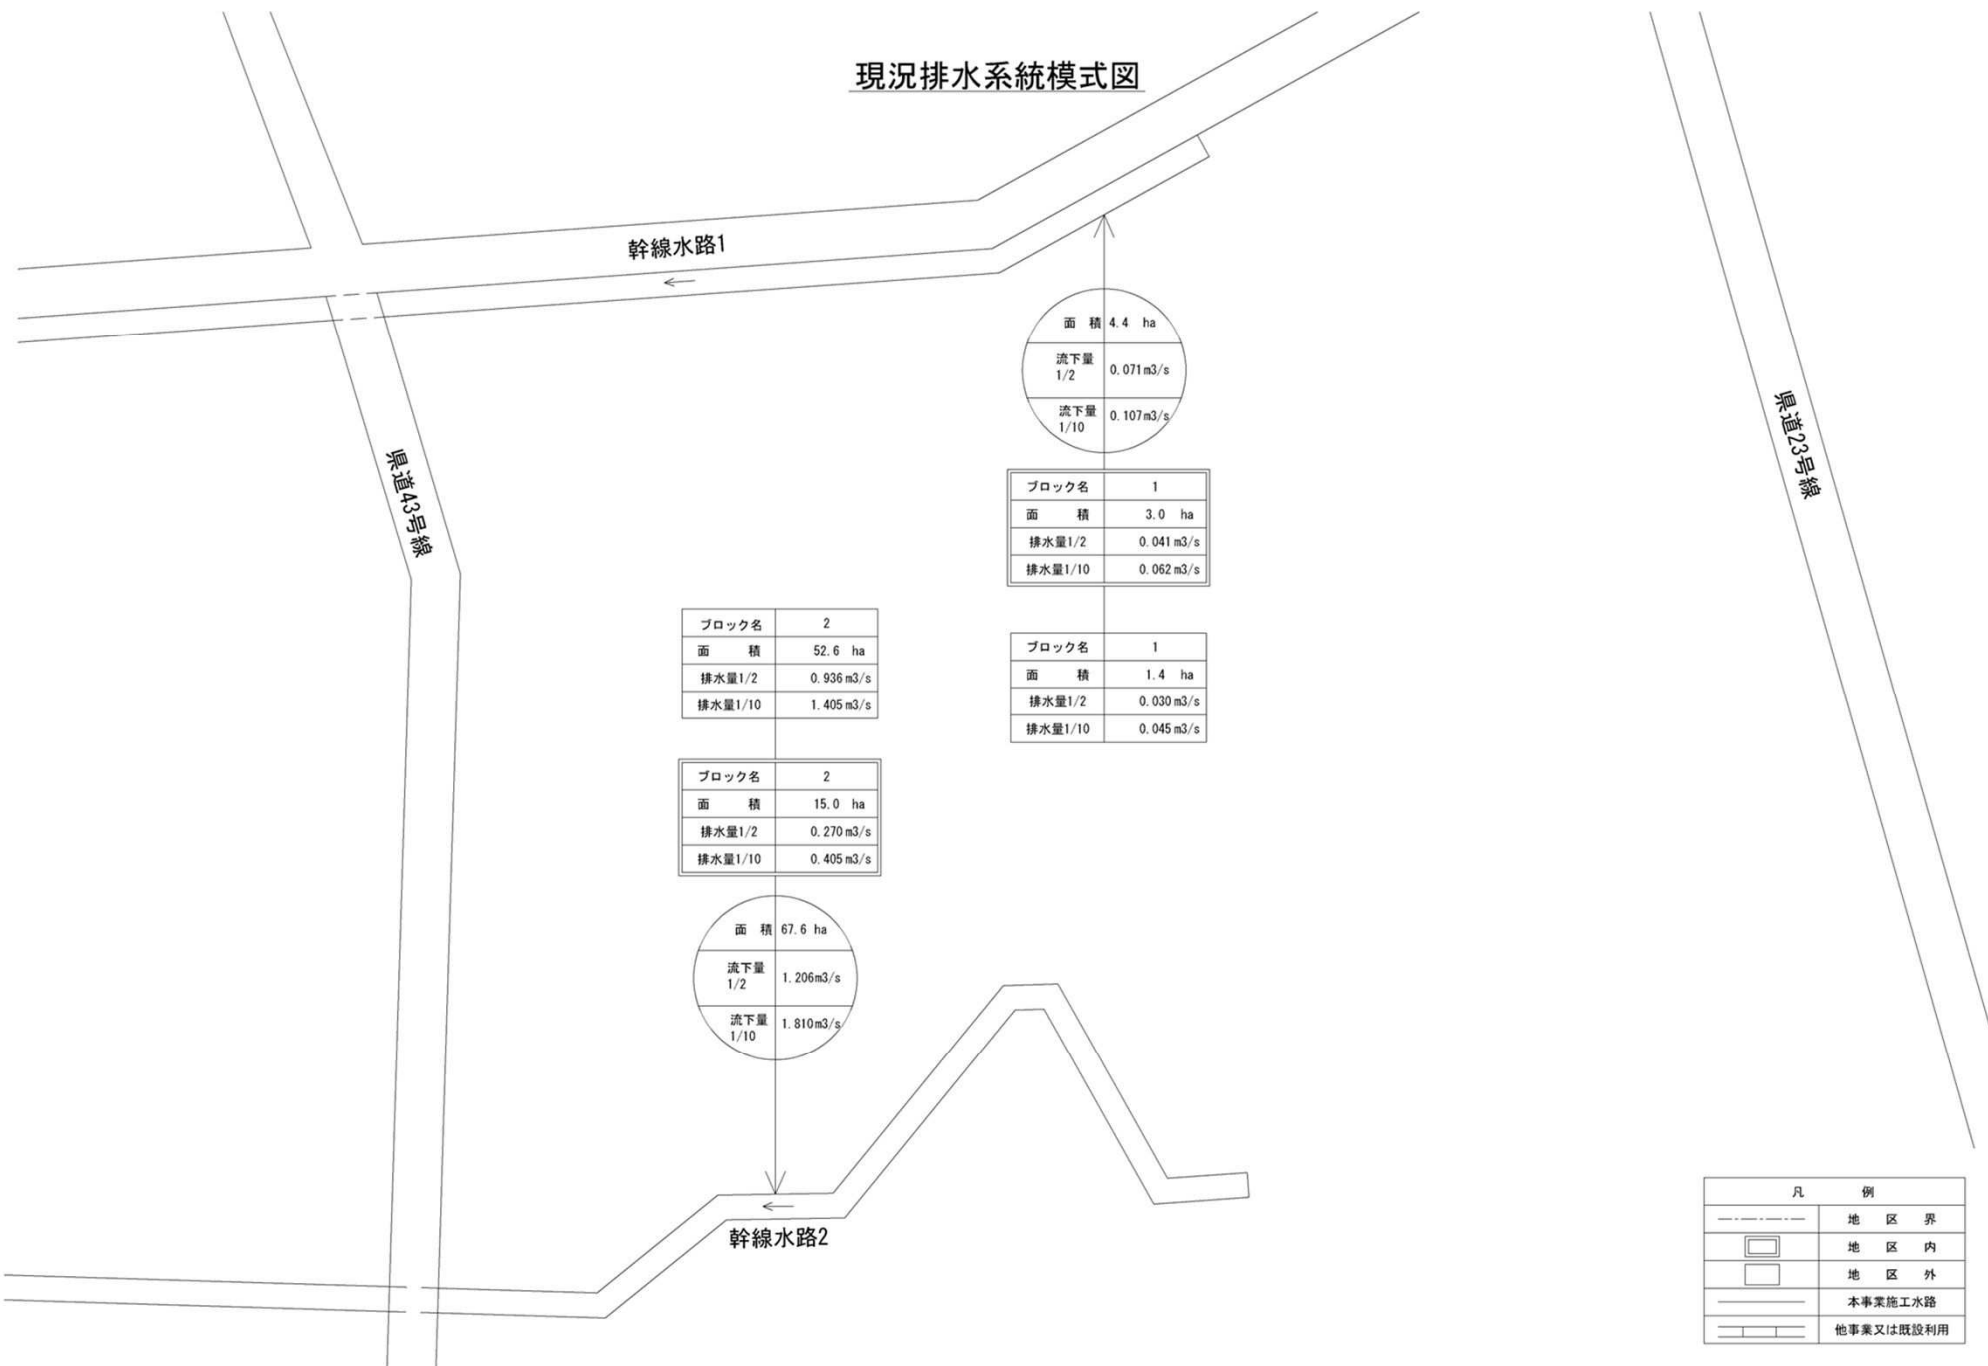 現況排水系統模式図
幹線水路1
面 積 4.4 ha
流下量
1/2
0.071m3/s
流下量
1/10
0.107m3/s
県道23号線
県道43号線
ブロック名 1
面 積 3.0 ha
排水量1/2 0.041m3/s
排水量1/10 0.062m3/s
ブロック名 2
面 積 52.6 ha
排水量1/2 0.936m3/s
排水量1/10 1.405m3/s
ブロック名 1
面 積 1.4 ha
排水量1/2 0.030m3/s
排水量1/10 0.045m3/s
ブロック名 2
面 積 15.0 ha
排水量1/2 0.270m3/s
排水量1/10 0.405m3/s
面 積 67.6 ha
流下量
1/2
1.206m3/s
流下量
1/10
1.810m3/s
幹線水路2
凡 例
地 区 界
地 区 内
地 区 外
本事業施工水路
他事業又は既設利用